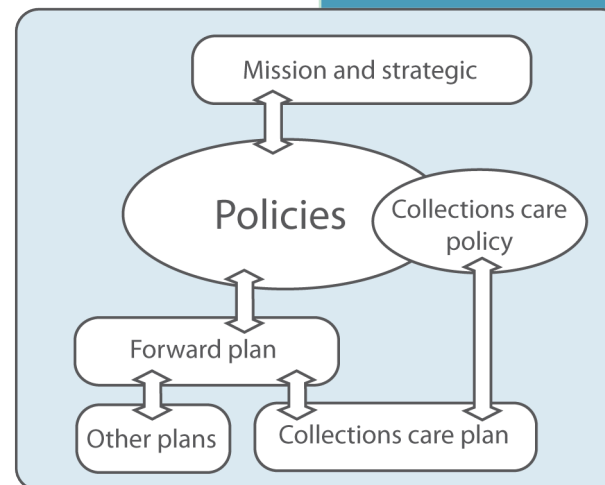 Mission and strategic
Policies
Collections care
policy
Forward plan
Other plans
Collections care plan